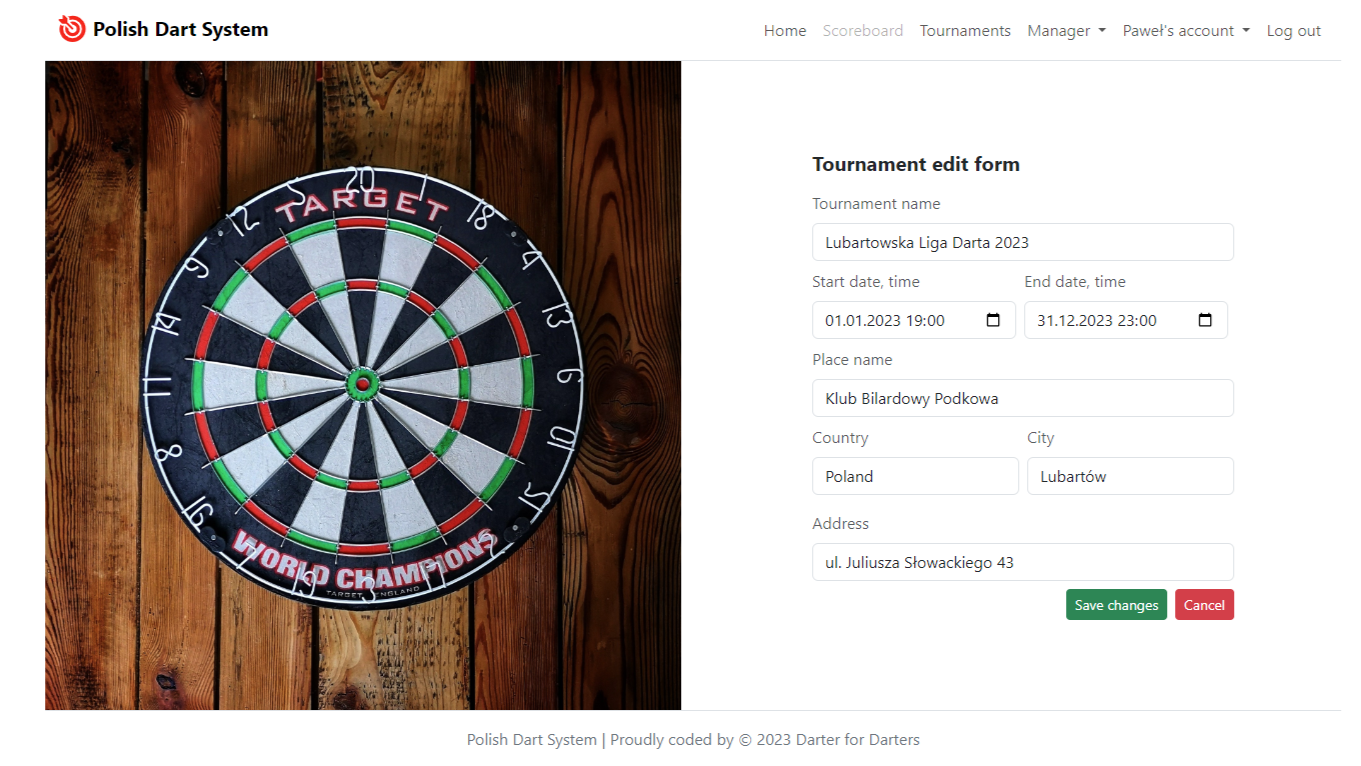 Polish Dart System
Home Scoreboard Tournaments Manager Paweł's account Log out
20
5 1
12 18
9 4
14 13
11 6
8 10
16 15
7 2
19 3 17
TARGET
WORLD CHAMPIONS
TARGET ENGLAND
Tournament edit form
Tournament name
Lubartowska Liga Darta 2023
Start date, time End date, time
01.01.2023 19:00 31.12.2023 23:00
Place name
Klub Bilardowy Podkowa
Country City
Poland Lubartów
Address
ul. Juliusza Słowackiego 43
Save changes Cancel
Polish Dart System | Proudly coded by © 2023 Darter for Darters